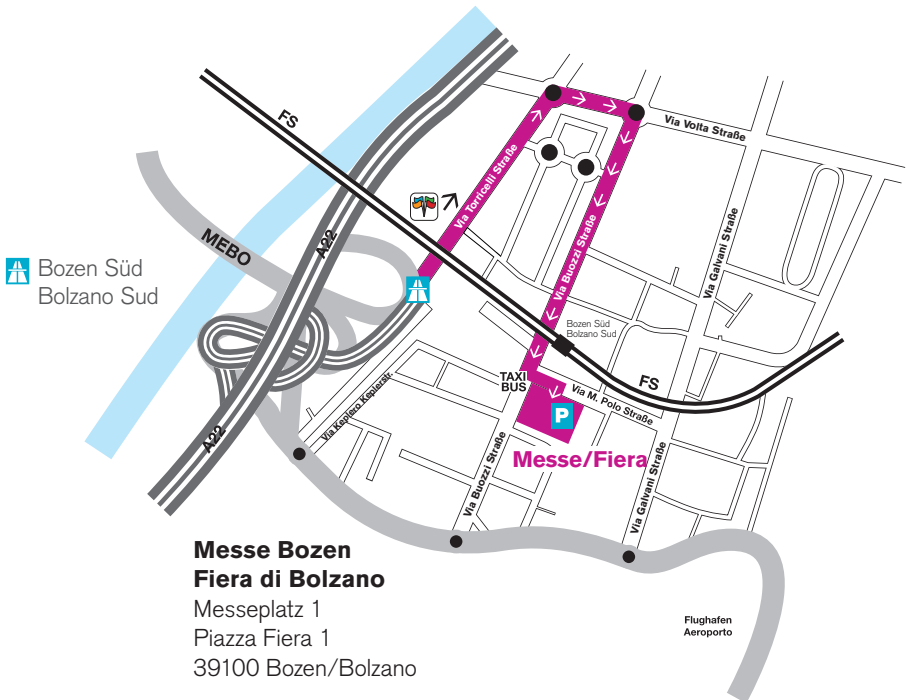 FS
Via Volta Straße
Via Torricelli Straße
A22
MEBO
Bozen Süd
Bolzano Sud
Via Buozzi Straße
Via Galvani Straße
Bozen Süd
Bolzano Sud
FS
TAXI
BUS
Via M. Polo Straße
P
Via Keplero Keplerstr.
A22
Messe/Fiera
Via Buozzi Straße
Via Galvani Straße
Messe Bozen
Fiera di Bolzano
Messeplatz 1
Piazza Fiera 1
39100 Bozen/Bolzano
Flughafen
Aeroporto